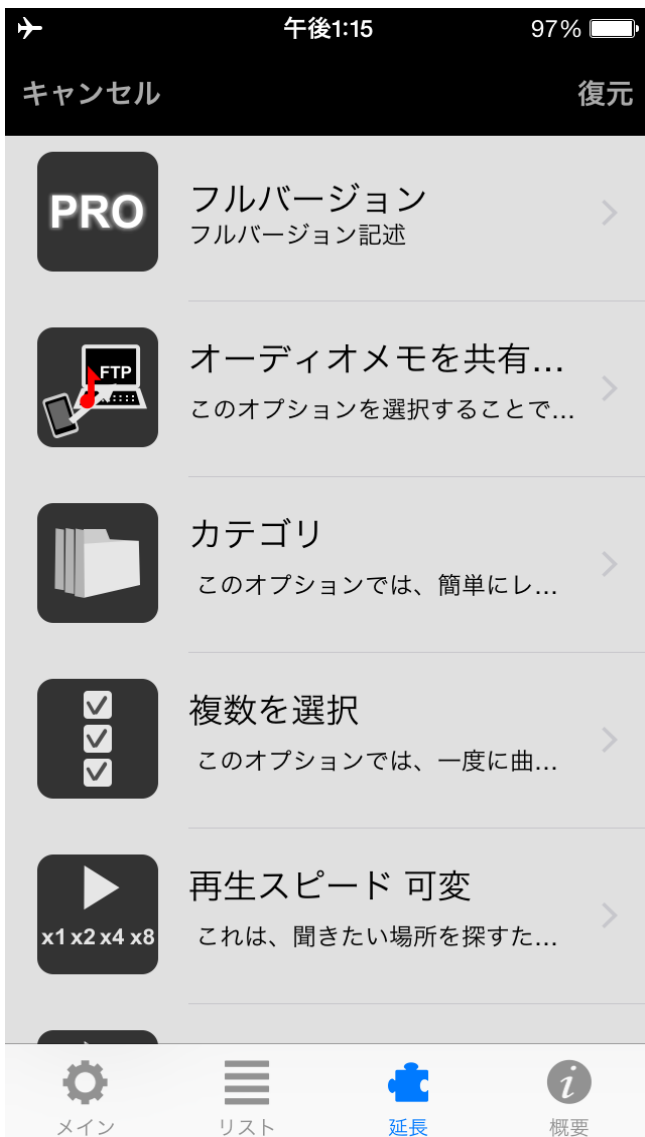 午後1:15 97%
キャンセル 復元
PRO
フルバージョン
フルバージョン記述
FTP
オーディオメモを共有...
このオプションを選択することで...
カテゴリ
このオプションでは、簡単にレ...
複数を選択
このオプションでは、一度に曲...
再生スピード 可変
x1 x2 x4 x8
これは、聞きたい場所を探すた...
メイン リスト 延長 概要